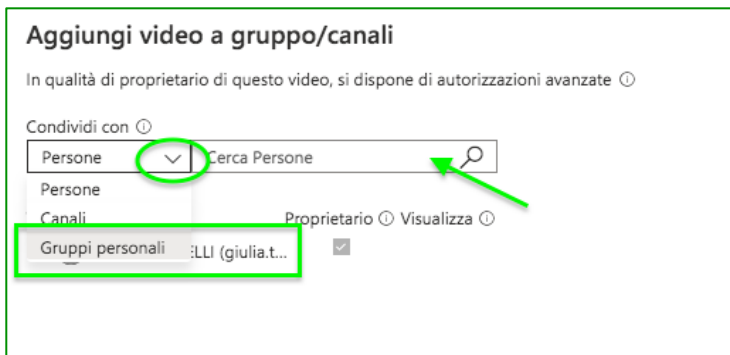 Aggiungi video a gruppo/canali
In qualità di proprietario di questo video, si dispone di autorizzazioni avanzate
Condividi con
Persone Cerca Persone
Persone
Canali Proprietario Visualizza
Gruppi personali LLI (giulia.t...